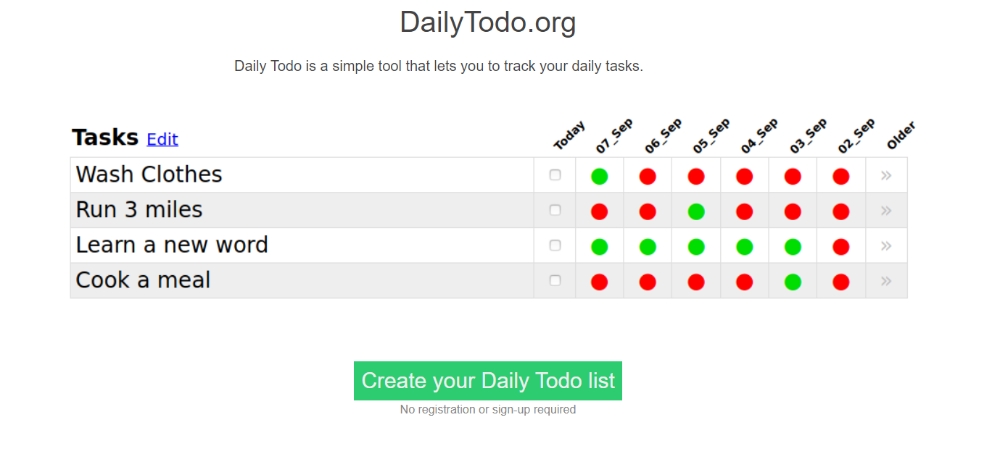 DailyTodo.org
Daily Todo is a simple tool that lets you to track your daily tasks.
Tasks Edit Today 07_Sep 06_Sep 05_Sep 04_Sep 03_Sep 02_Sep Older
Wash Clothes »
Run 3 miles »
Learn a new word »
Cook a meal »
Create your Daily Todo list
No registration or sign-up required